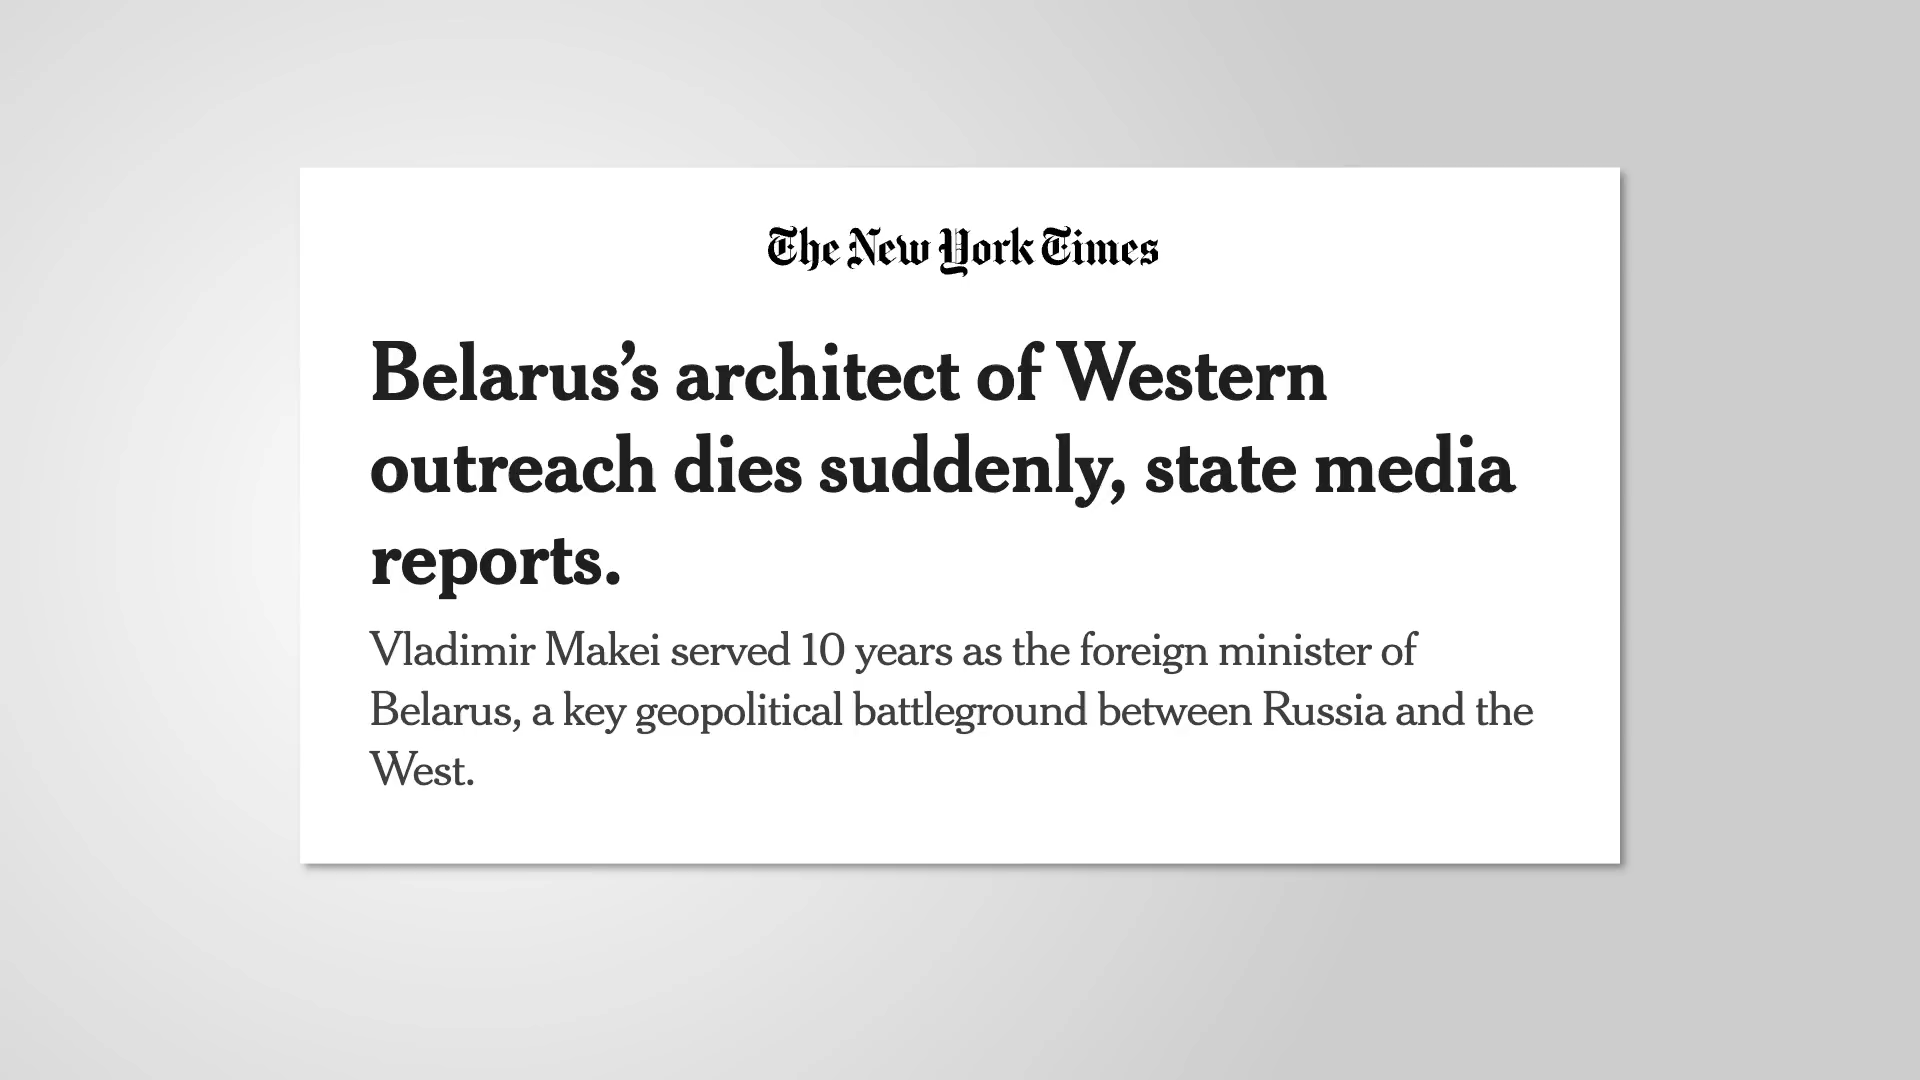 The New York Times
Belarus’s architect of Western
outreach dies suddenly, state media
reports.
Vladimir Makei served 10 years as the foreign minister of
Belarus, a key geopolitical battleground between Russia and the
West.